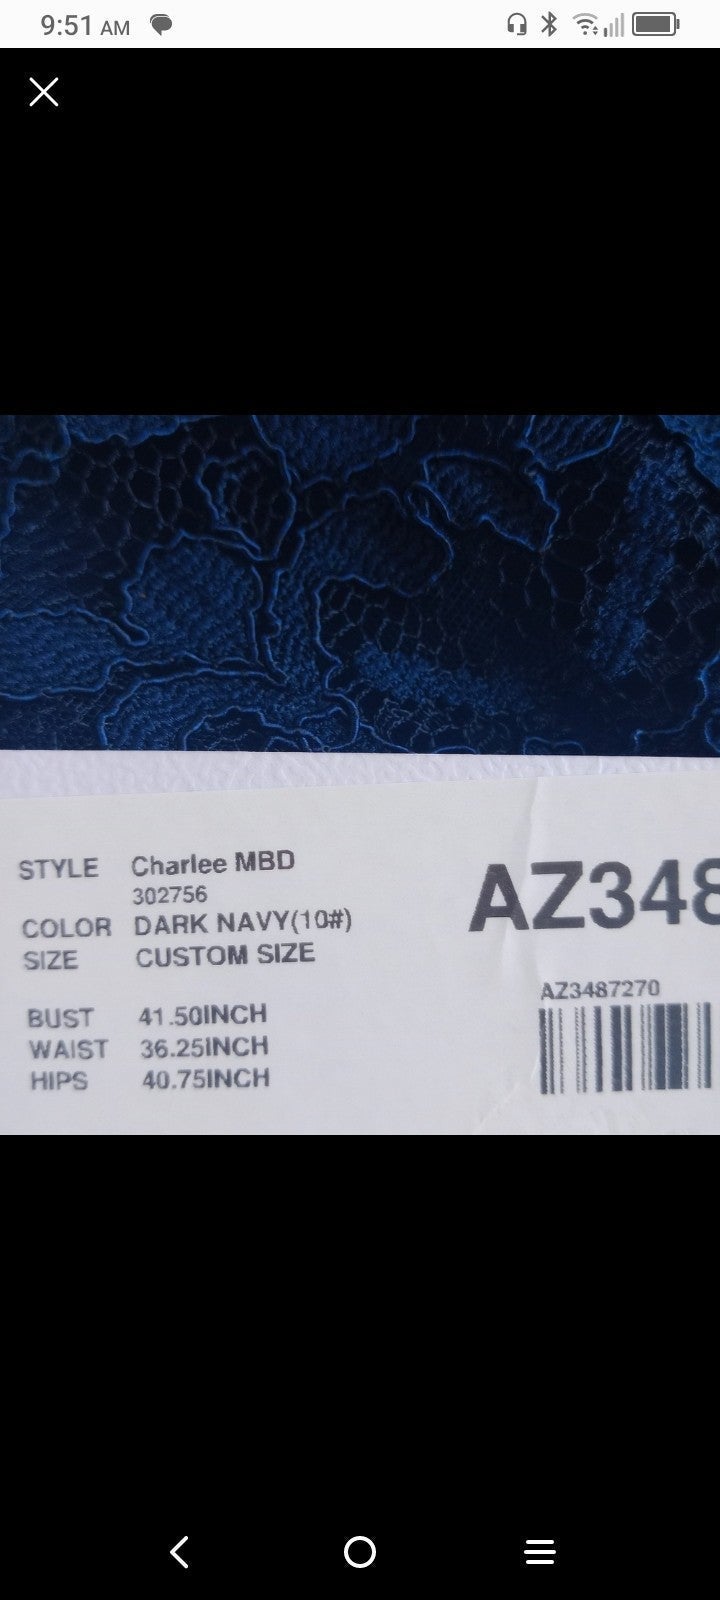 9:51 AM
STYLE Charlee MBD
302756
COLOR DARK NAVY(10#)
SIZE CUSTOM SIZE
BUST 41.50INCH
WAIST 36.25INCH
HIPS 40.75INCH
AZ348
AZ3487270